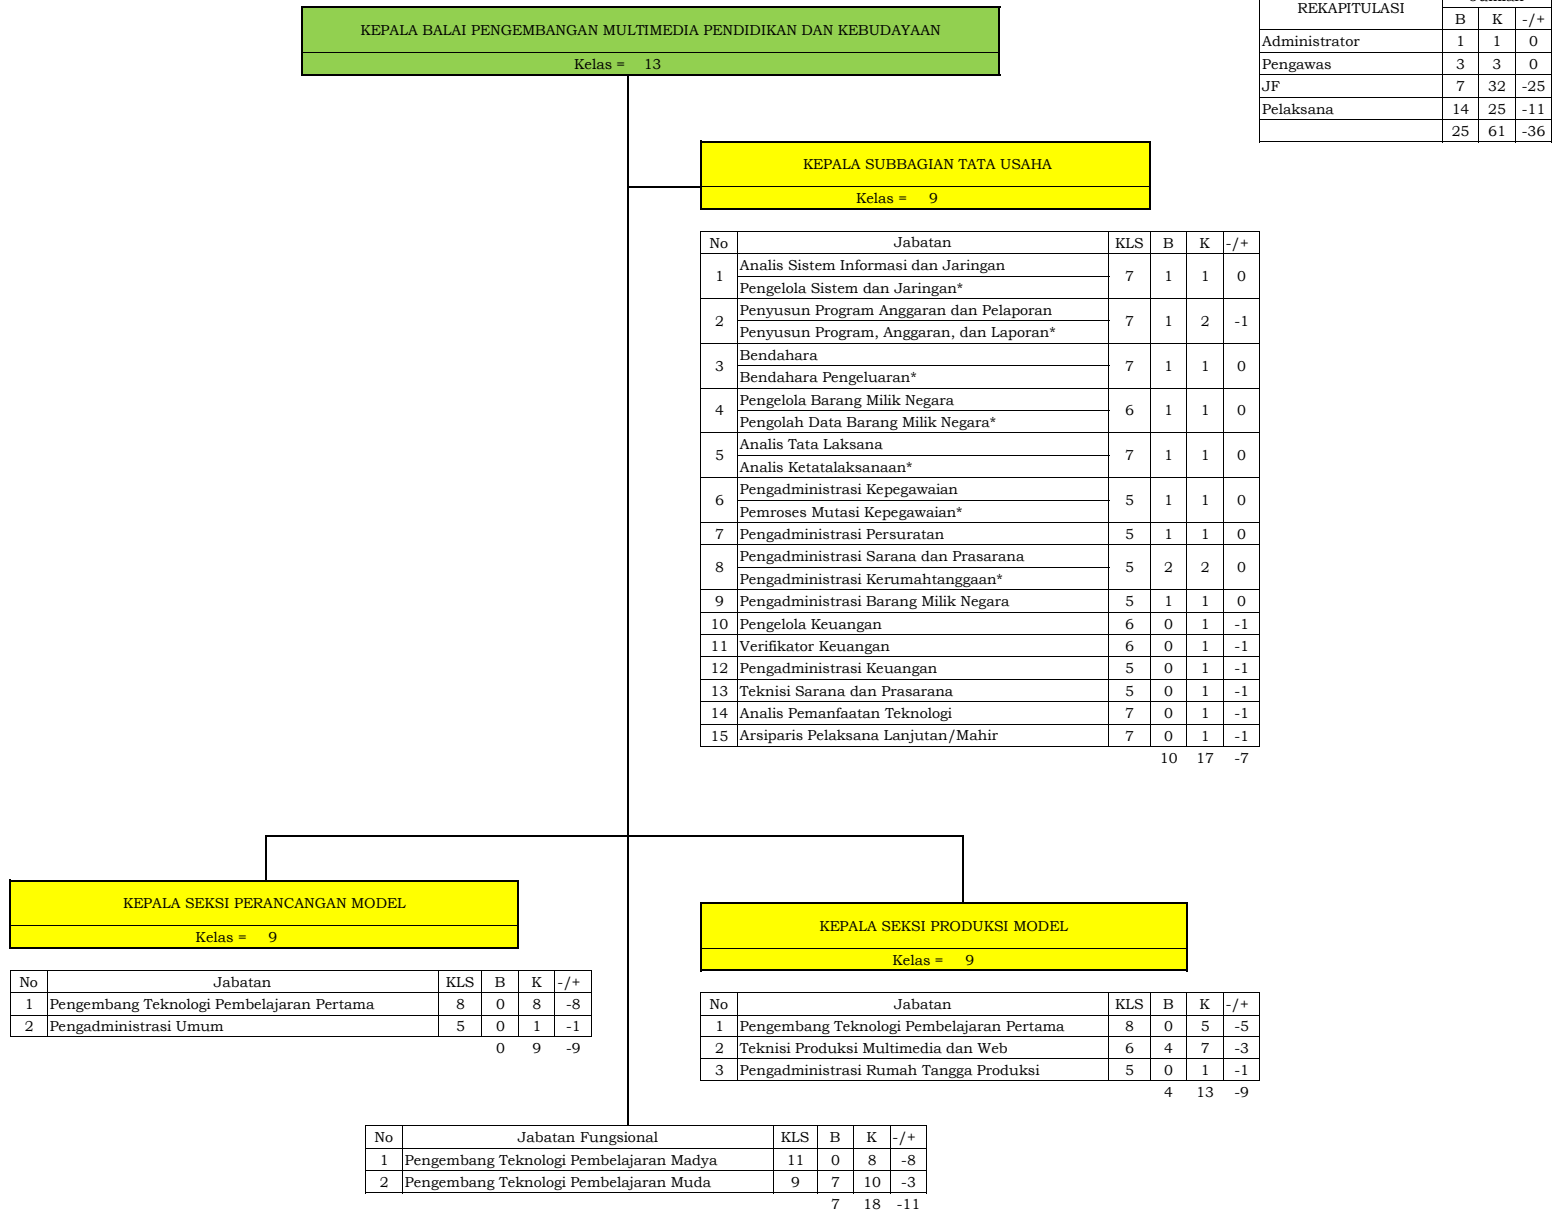 KEPALA BALAI PENGEMBANGAN MULTIMEDIA PENDIDIKAN DAN KEBUDAYAAN
Kelas = 13
REKAPITULASI
B K -/+
Administrator 1 1 0
Pengawas 3 3 0
JF 7 32 -25
Pelaksana 14 25 -11
25 61 -36
KEPALA SUBBAGIAN TATA USAHA
Kelas = 9
No Jabatan KLS B K -/+
1 Analis Sistem Informasi dan Jaringan 7 1 1 0
Pengelola Sistem dan Jaringan*
2 Penyusun Program Anggaran dan Pelaporan 7 1 2 -1
Penyusun Program, Anggaran, dan Laporan*
3 Bendahara 7 1 1 0
Bendahara Pengeluaran*
4 Pengelola Barang Milik Negara 6 1 1 0
Pengolah Data Barang Milik Negara*
5 Analis Tata Laksana 7 1 1 0
Analis Ketatalaksanaan*
6 Pengadministrasi Kepegawaian 5 1 1 0
Pemroses Mutasi Kepegawaian*
7 Pengadministrasi Persuratan 5 1 1 0
8 Pengadministrasi Sarana dan Prasarana 5 2 2 0
Pengadministrasi Kerumahtanggaan*
9 Pengadministrasi Barang Milik Negara 5 1 1 0
10 Pengelola Keuangan 6 0 1 -1
11 Verifikator Keuangan 6 0 1 -1
12 Pengadministrasi Keuangan 5 0 1 -1
13 Teknisi Sarana dan Prasarana 5 0 1 -1
14 Analis Pemanfaatan Teknologi 7 0 1 -1
15 Arsiparis Pelaksana Lanjutan/Mahir 7 0 1 -1
10 17 -7
KEPALA SEKSI PERANCANGAN MODEL
Kelas = 9
No Jabatan KLS B K -/+
1 Pengembang Teknologi Pembelajaran Pertama 8 0 8 -8
2 Pengadministrasi Umum 5 0 1 -1
0 9 -9
KEPALA SEKSI PRODUKSI MODEL
Kelas = 9
No Jabatan KLS B K -/+
1 Pengembang Teknologi Pembelajaran Pertama 8 0 5 -5
2 Teknisi Produksi Multimedia dan Web 6 4 7 -3
3 Pengadministrasi Rumah Tangga Produksi 5 0 1 -1
4 13 -9
No Jabatan Fungsional KLS B K -/+
1 Pengembang Teknologi Pembelajaran Madya 11 0 8 -8
2 Pengembang Teknologi Pembelajaran Muda 9 7 10 -3
7 18 -11